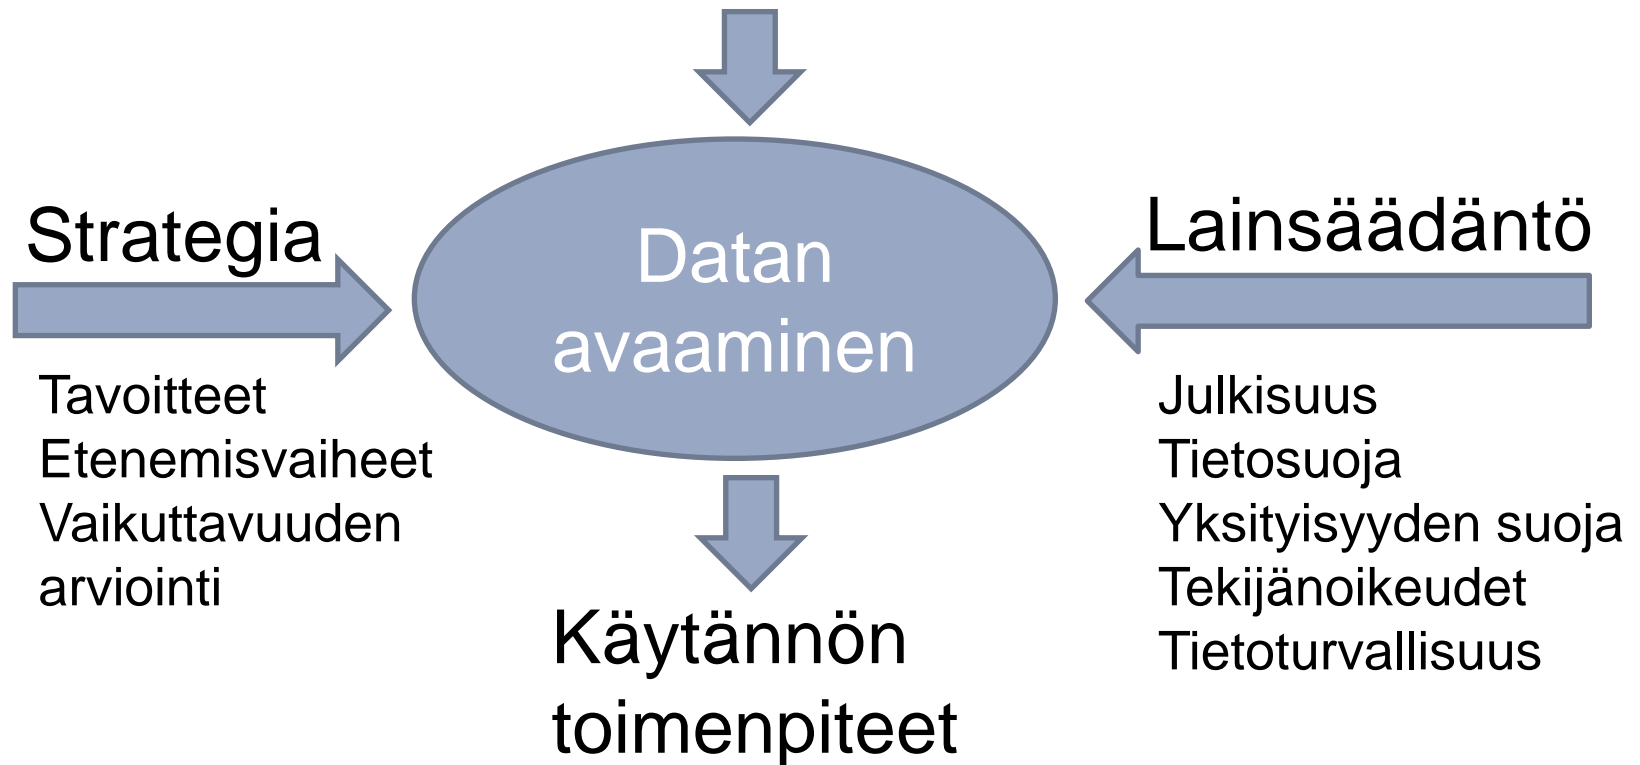 Strategia
Tavoitteet
Etenemisvaiheet
Vaikuttavuuden
arviointi
Datan
avaaminen
Lainsäädäntö
Julkisuus
Tietosuoja
Yksityisyyden suoja
Tekijänoikeudet
Tietoturvallisuus
Käytännön
toimenpiteet